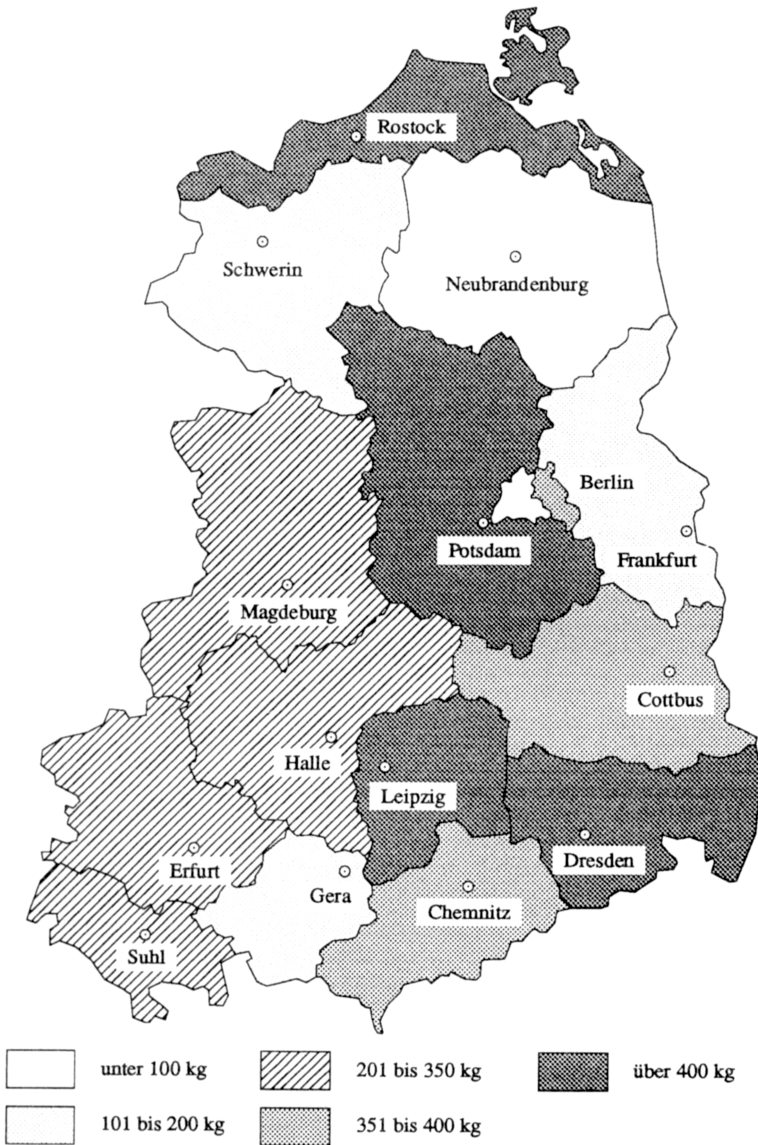 Rostock
Schwerin
Neubrandenburg
Berlin
Potsdam
Frankfurt
Magdeburg
Cottbus
Halle
Leipzig
Erfurt
Gera
Dresden
Chemnitz
Suhl
unter 100 kg
201 bis 350 kg
über 400 kg
101 bis 200 kg
351 bis 400 kg